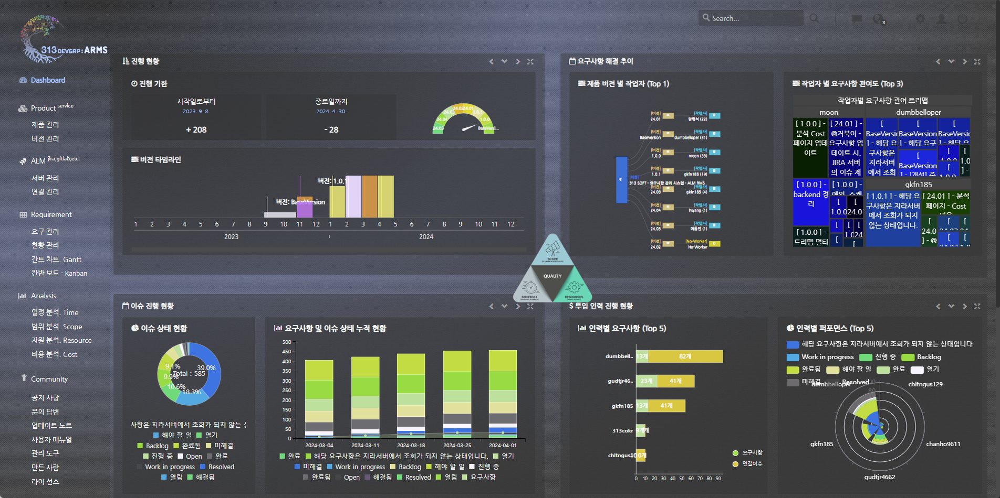 313 DEVGRP : ARMS
Search...
3
Dashboard
Product service
제품 관리
버전 관리
ALM jira,gitlab,etc.
서버 관리
연결 관리
Requirement
요구 관리
현황 관리
간트 차트. Gantt
칸반 보드 - Kanban
Analysis
일정 분석. Time
범위 분석. Scope
자원 분석. Resource
비용 분석. Cost
Community
공지 사항
문의 답변
업데이트 노트
사용자 메뉴얼
관리 도구
만든 사람
라이 선스
진행 현황
진행 기한
시작일로부터
2023. 9. 8.
+ 208
종료일까지
2024. 4. 30.
- 28
24.05
24.04
24.03
24.02
24.01
1.0.1
1.0.0
BaseVersi...
버전 타임라인
버전: 1.0.1
버전: BaseVersion
1 2 3 4 5 6 7 8 9 10 11 12 1 2 3 4 5 6 7 8 9 10 11 12
2023 2024
요구사항 해결 추이
제품 버전 별 작업자 (Top 1)
[버전] [작업자]
24.01
[버전] [작업자]
BaseVersion dumbbelloper (31)
[버전] [작업자]
1.0.0 moon (33)
[버전] [작업자]
1.0.1 gkfn185 (19)
[제품]
313 SOFT - 요구사항 관리 시스템 - ALM RMS
24.03 gkfn185 (4)
[버전] [작업자]
24.04 hsyang (1)
[버전] [작업자]
24.05 이동민 (1)
[버전] [No-Worker]
24.02 No-Worker
작업자 별 요구사항 관여도 (Top 3)
작업자별 요구사항 관여 트리맵
moon
[ 1.0.0 ] -
분석 Cost
페이지 업데
이트
[ 24.01 ] -
@거북이 -
요구사항 업
데이트 시.
JIRA 서버
의 이슈 제
[ 1.0.0 ] -
backend 정
리
[ 1.0.0 ] -
[
1.0.0
[
24.0
[
[
[
24
[
[
[ 1.0.0 ] -
트리맵 멀티
dumbbelloper
[
BaseVersion
] - 해당 요
구사항은
지라서버
에서 조회
[
BaseVersion
] - 해당 요구
[
BaseVersion
[
BaseVersion
[
[
1.0
] -
gkfn185
[ 1.0.1 ] - 해당 요
구사항은 지라서버
에서 조회가 되지
않는 상태입니다.
[ 24.01 ] - 분석
페이지 - Cost
[
24.0
] - @
[
[
[
[
SCOPE
QUALITY
SCHEDULE
RESOURCES
이슈 진행 현황
이슈 상태 현황
39.0%
9.1%
Total : 585
9.9%
10.6%
18.3%
사항은 지라서버에서 조회가 되지 않는 상
해야 할 일 열기
Backlog 완료됨 미해결
진행 중 Open 완료
Work in progress Resolved
열림 해결됨
요구사항 및 이슈 상태 누적 현황
500
450
400
350
300
250
200
150
100
50
0
2024-03-04 2024-03-11 2024-03-18 2024-03-25 2024-04-01
완료 해당 요구사항은 지라서버에서 조회가 되지 않는 상태입니다. 열기
미해결 Work in progress Backlog 해야 할 일 진행 중
완료됨 Open 해결됨 Resolved 열림 요구사항
$ 투입 인력 진행 현황
인력별 요구사항 (Top 5)
dumbbell.. 13개 82개
gudtjr46.. 23개 41개
gkfn185 13개 41개
313cokr
chltngus
요구사항
연결이슈
0 10 20 30 40 50 60 70 80 90
인력별 퍼포먼스 (Top 5)
해당 요구사항은 지라서버에서 조회가 되지 않는 상태입니다.
Work in progress 진행 중 Backlog
완료됨 해야 할 일 완료 열기
미해결 Resolved
dumbbelloper chltngus129
80
gkfn185 chanho9611
gudtjr4662